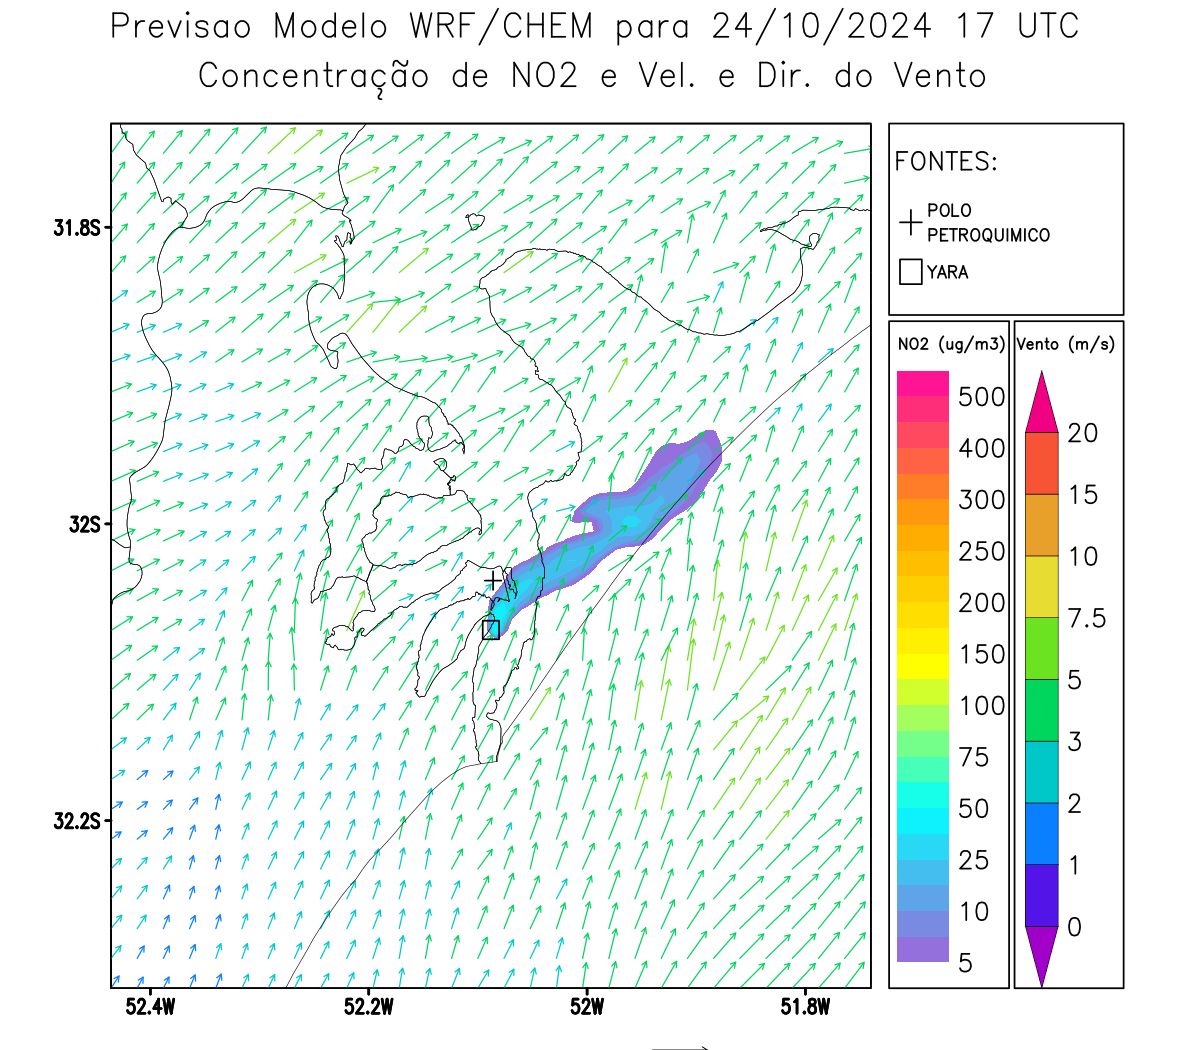 Previsao Modelo WRF/CHEM para 24/10/2024 17 UTC
Concentração de NO2 e Vel. e Dir. do Vento
FONTES:
POLO
PETROQUIMICO
YARA
NO2 (ug/m3)
500
400
300
250
200
150
100
75
50
25
10
5
Vento (m/s)
20
15
10
7.5
5
3
2
1
0
31.8S
32S
32.2S
52.4W
52.2W
52W
51.8W